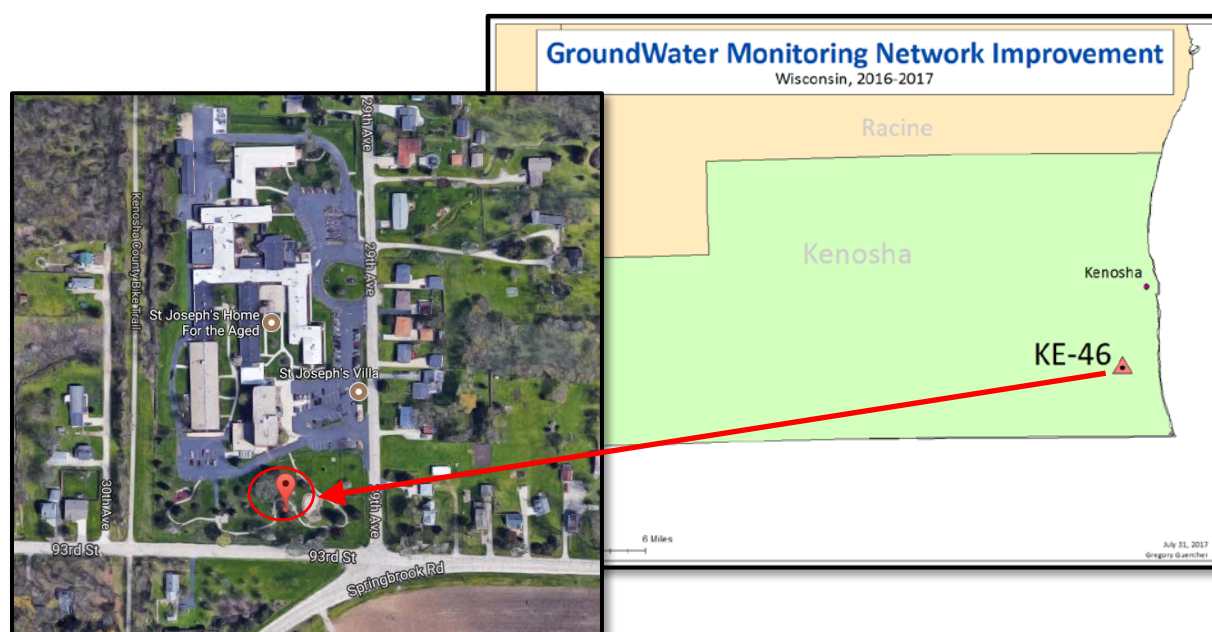 GroundWater Monitoring Network Improvement
Wisconsin, 2016-2017
Racine
Kenosha
Kenosha
KE-46
6 Miles
July 31, 2017
Gregory Guenther
29th Ave
Kenosha County Bike Trail
29th Ave
St Joseph's Home
For the Aged
St Joseph's Villa
30th Ave
29th Ave
93rd St
93rd St
Springbrook Rd